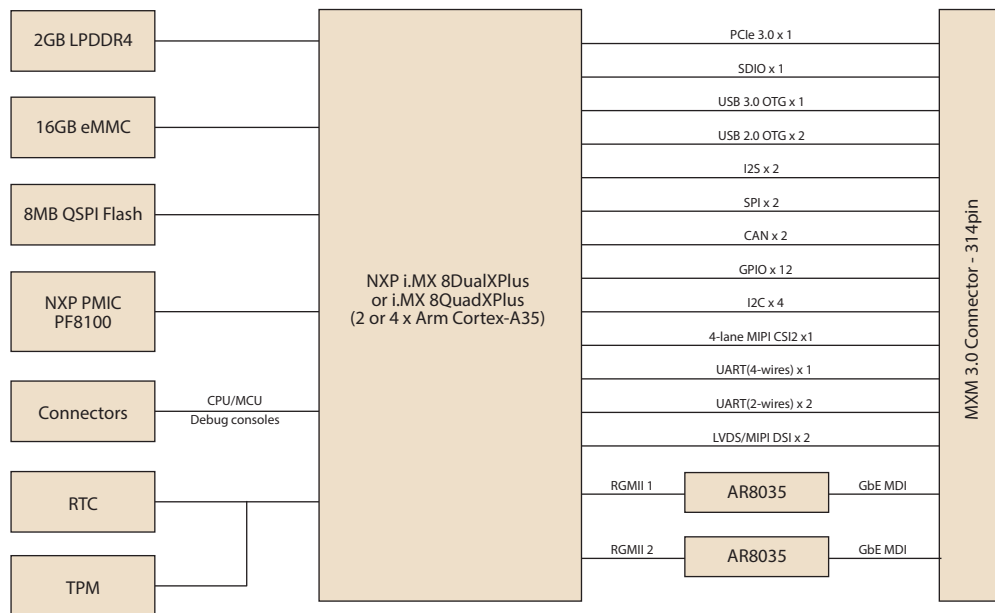 2GB LPDDR4
16GB eMMC
8MB QSPI Flash
NXP PMIC
PF8100
Connectors
CPU/MCU
Debug consoles
RTC
TPM
NXP i.MX 8DualXPlus
or i.MX 8QuadXPlus
(2 or 4 x Arm Cortex-A35)
PCIe 3.0 x 1
SDIO x 1
USB 3.0 OTG x 1
USB 2.0 OTG x 2
I2S x 2
SPI x 2
CAN x 2
GPIO x 12
I2C x 4
4-lane MIPI CSI2 x1
UART(4-wires) x 1
UART(2-wires) x 2
LVDS/MIPI DSI x 2
RGMII 1
AR8035
GbE MDI
RGMII 2
AR8035
GbE MDI
MXM 3.0 Connector - 314pin